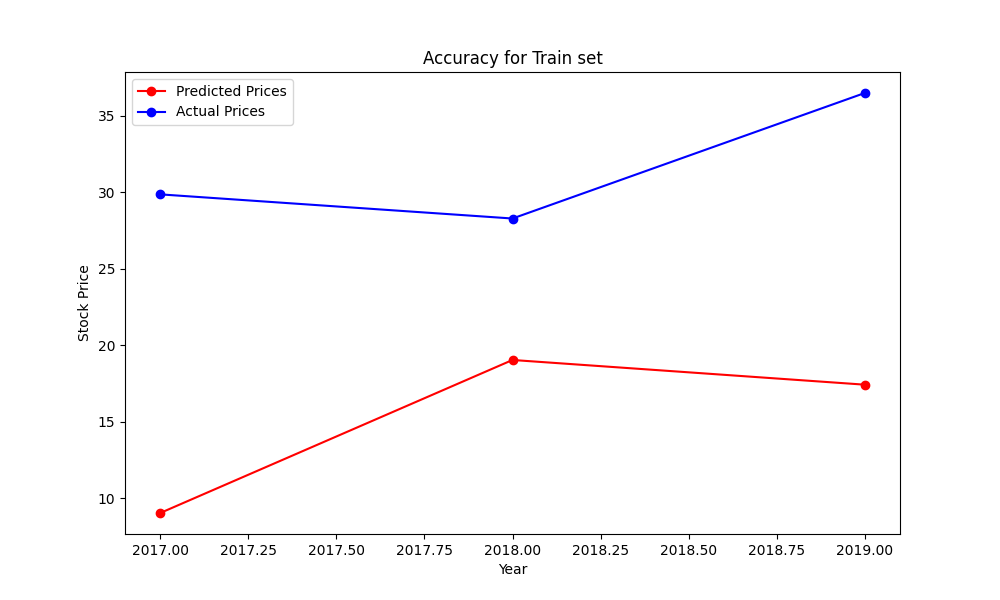 Accuracy for Train set
Predicted Prices
Actual Prices
35
30
25
20
15
10
Stock Price
2017.00 2017.25 2017.50 2017.75 2018.00 2018.25 2018.50 2018.75 2019.00
Year